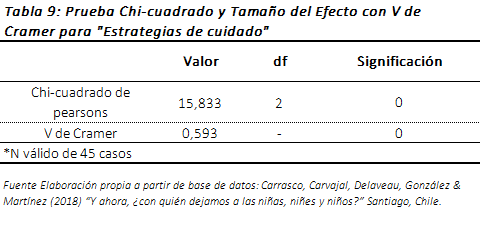 Tabla 9: Prueba Chi-cuadrado y Tamaño del Efecto con V de
Cramer para "Estrategias de cuidado"
Valor df Significación
Chi-cuadrado de
pearsons 15,833 2 0
V de Cramer 0,593 - 0
*N válido de 45 casos
Fuente Elaboración propia a partir de base de datos: Carrasco, Carvajal, Delaveau, González &
Martínez (2018) “Y ahora, ¿con quién dejamos a las niñas, niñes y niños?” Santiago, Chile.